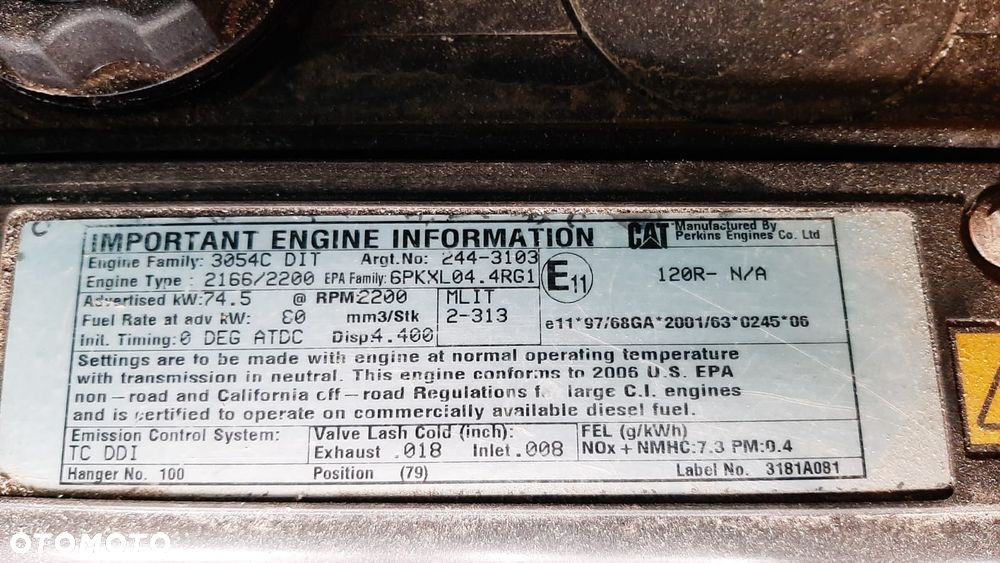 IMPORTANT ENGINE INFORMATION CAT Manufactured By Perkins Engines Co. Ltd
Engine Family: 3054C DIT Argt.No: 244-3103
Engine Type : 2166/2200 EPA Family: 6PKXL04.4RG1
E11 120R- N/A
Advertised kW: 74.5 @ RPM: 2200 MLIT
Fuel Rate at adv kW: 80 mm3/Stk 2-313
e11*97/68GA*2001/63*0245*06
Init. Timing: 0 DEG ATDC Disp: 4.400
Settings are to be made with engine at normal operating temperature
with transmission in neutral. This engine conforms to 2006 U.S. EPA
non-road and California off-road Regulations for large C.I. engines
and is certified to operate on commercially available diesel fuel.
Emission Control System: Valve Lash Cold (inch): FEL (g/kWh)
TC DDI Exhaust .018 Inlet .008 NOx + NMHC: 7.3 PM: 0.4
Hanger No. 100 Position (79) Label No. 3181A081
OTOMOTO